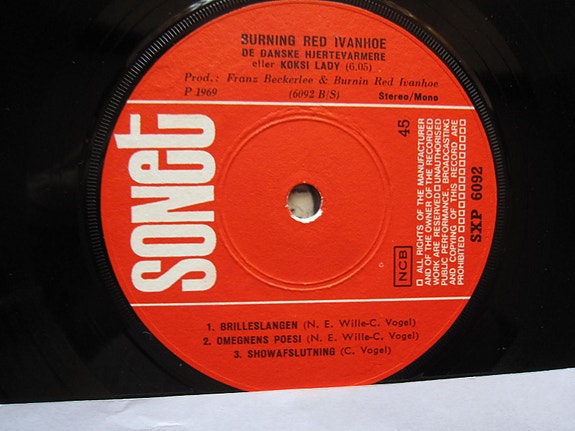 BURNING RED IVANHOE
DE DANSKE HJERTEVARMERE
eller KØKSI LADY (6.05)
Prod.: Franz Beckerlee & Burnin Red Ivanhoe
P 1969 (6092 B/S) Stereo/Mono
SONET
45
□ ALL RIGHTS OF THE MANUFACTURER
AND OF THE OWNER OF THE RECORDED
WORK ARE RESERVED □ UNAUTHORISED
PUBLIC PERFORMANCE, BROADCASTING
AND COPYING OF THIS RECORD ARE
PROHIBITED □□□□□□□□□□
SXP 6092
NCB
1. BRILLESLANGEN (N. E. Wille-C. Vogel)
2. OMEGNENS POESI (N. E. Wille-C. Vogel)
3. SHOWAFSLUTNING (C. Vogel)